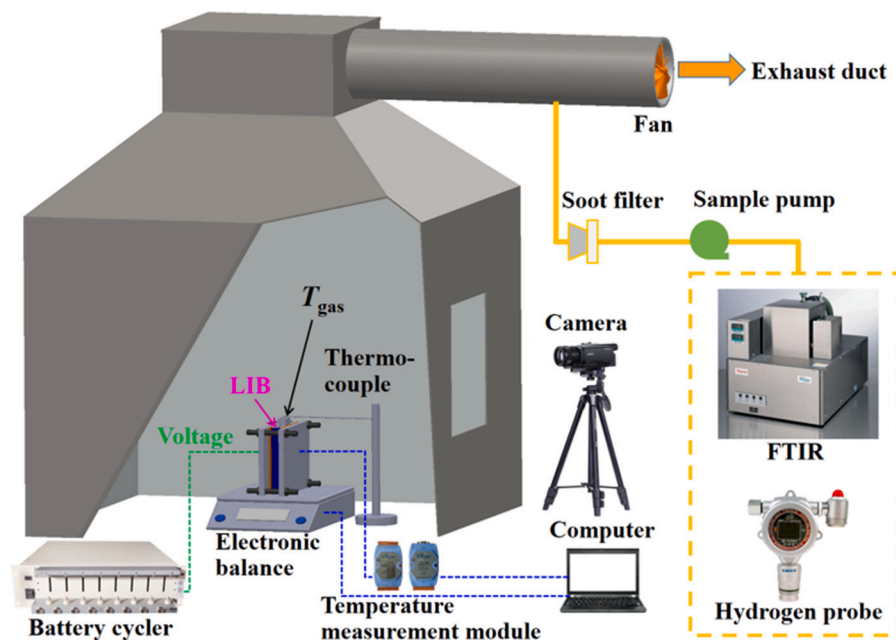 Exhaust duct
Fan
Soot filter
Sample pump
T gas
Camera
Thermo-
couple
LIB
Voltage
FTIR
Electronic
balance
Computer
Battery cycler
Temperature
measurement module
Hydrogen probe